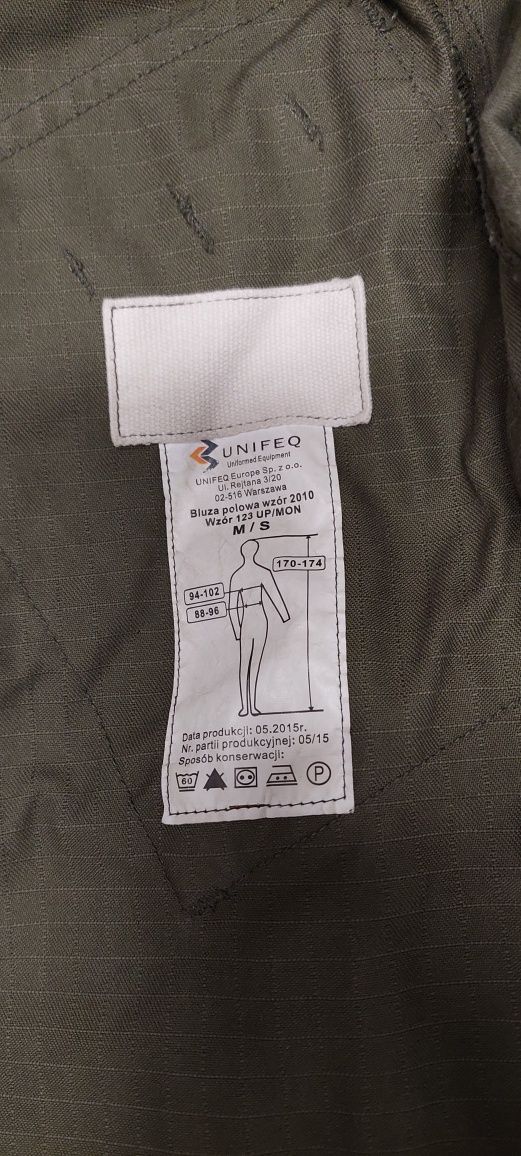 UNIFEQ
Uniformed Equipment
UNIFEQ Europe Sp. z o.o.
Ul. Rejtana 3/20
02-516 Warszawa
Bluza polowa wzór 2010
Wzór 123 UP/MON
M / S
170-174
94-102
88-96
Data produkcji: 05.2015r.
Nr. partii produkcyjnej: 05/15
Sposób konserwacji:
60
P